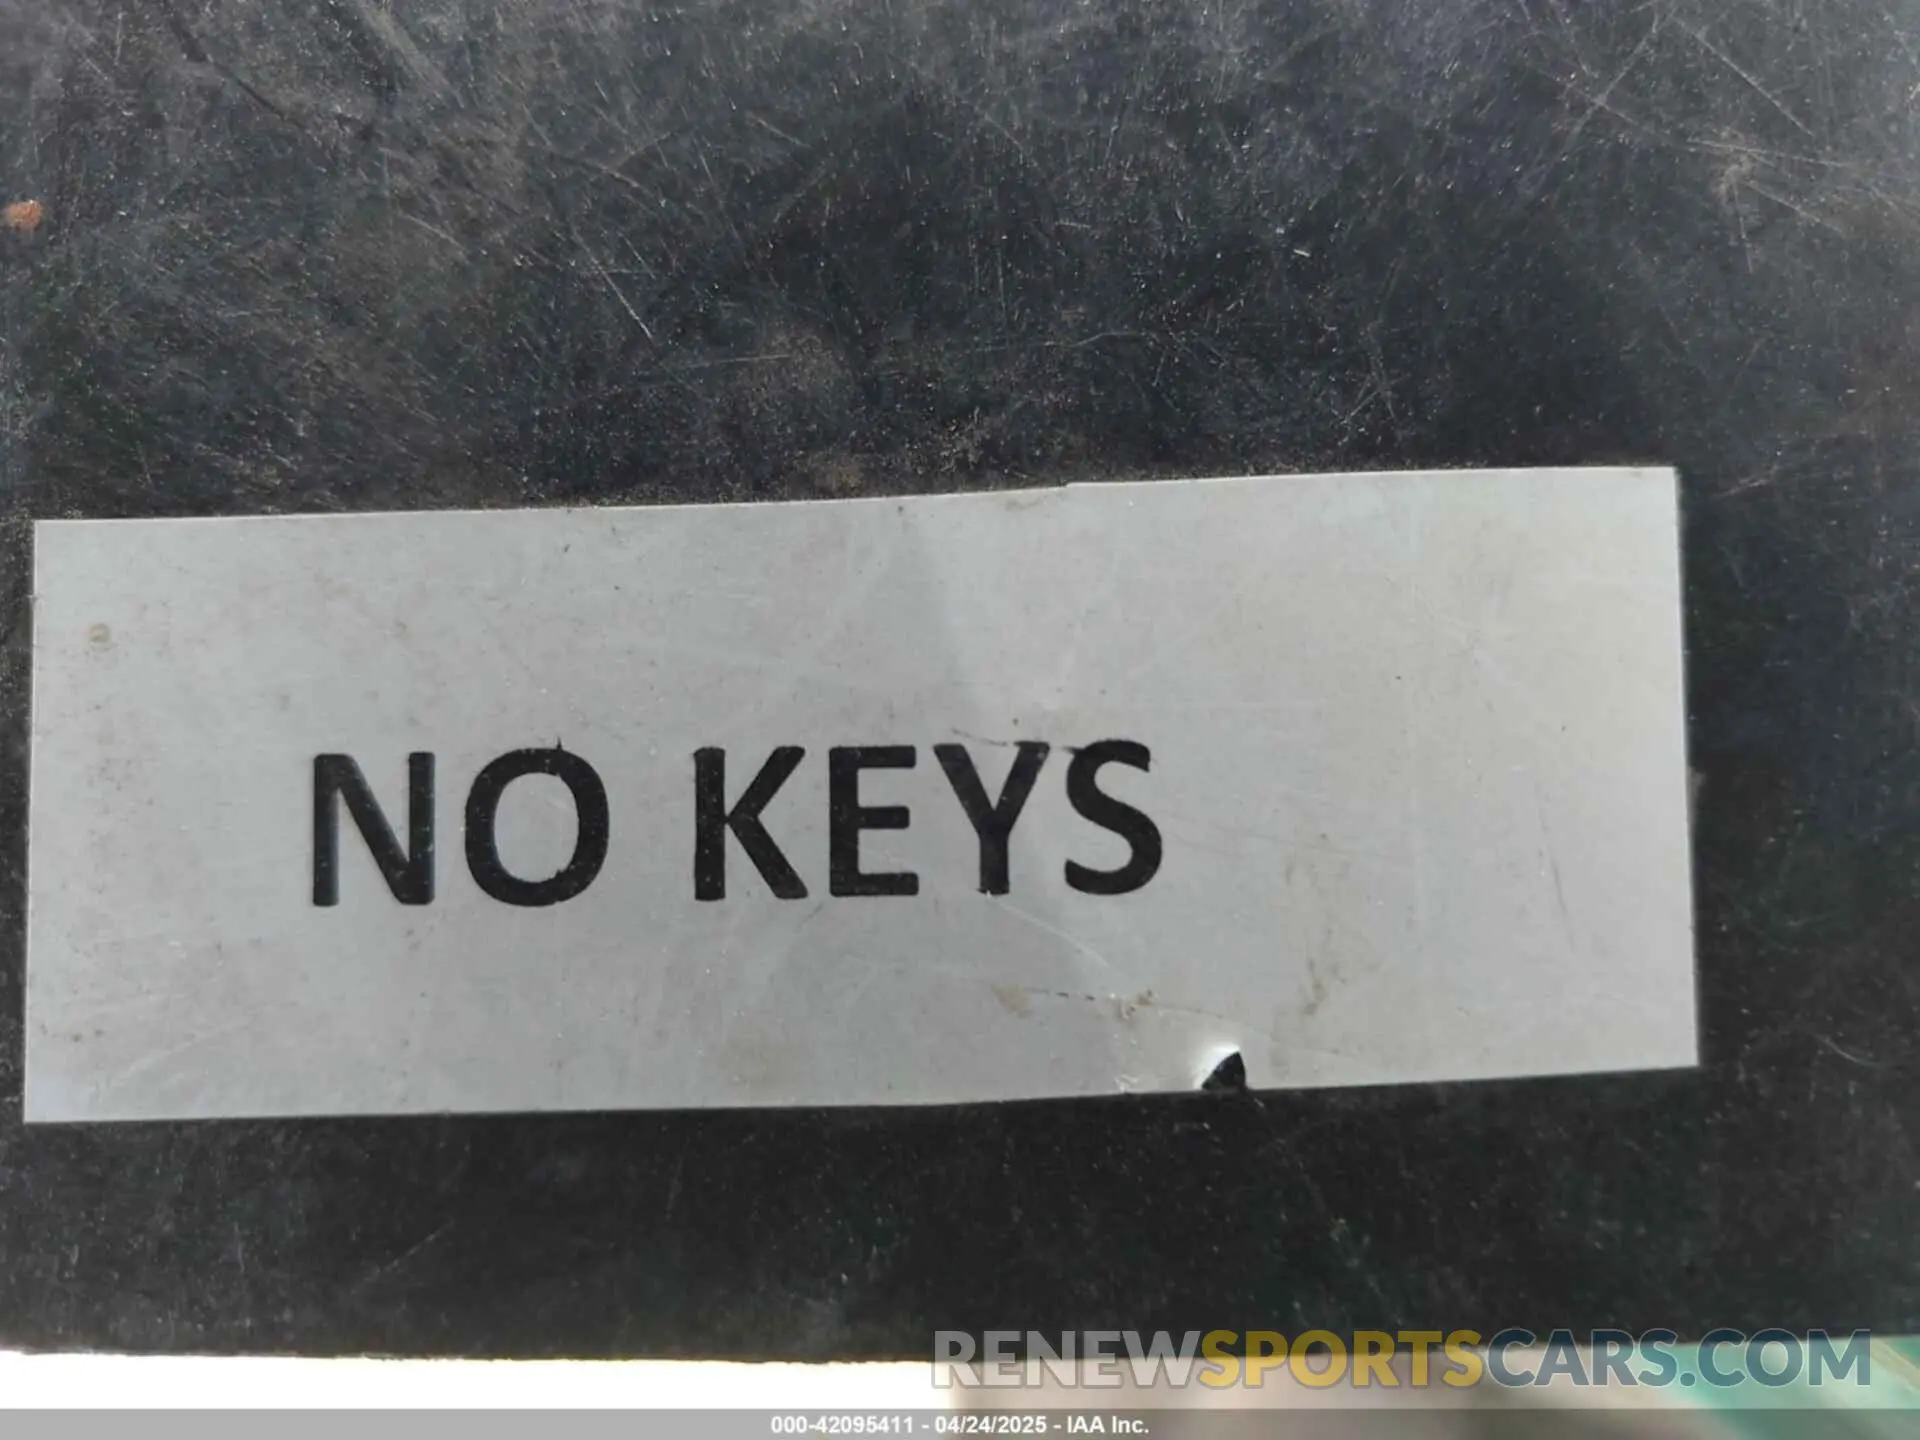 NO KEYS
RENEWSPORTSCARS.COM
000-42095411 - 04/24/2025 - IAA Inc.